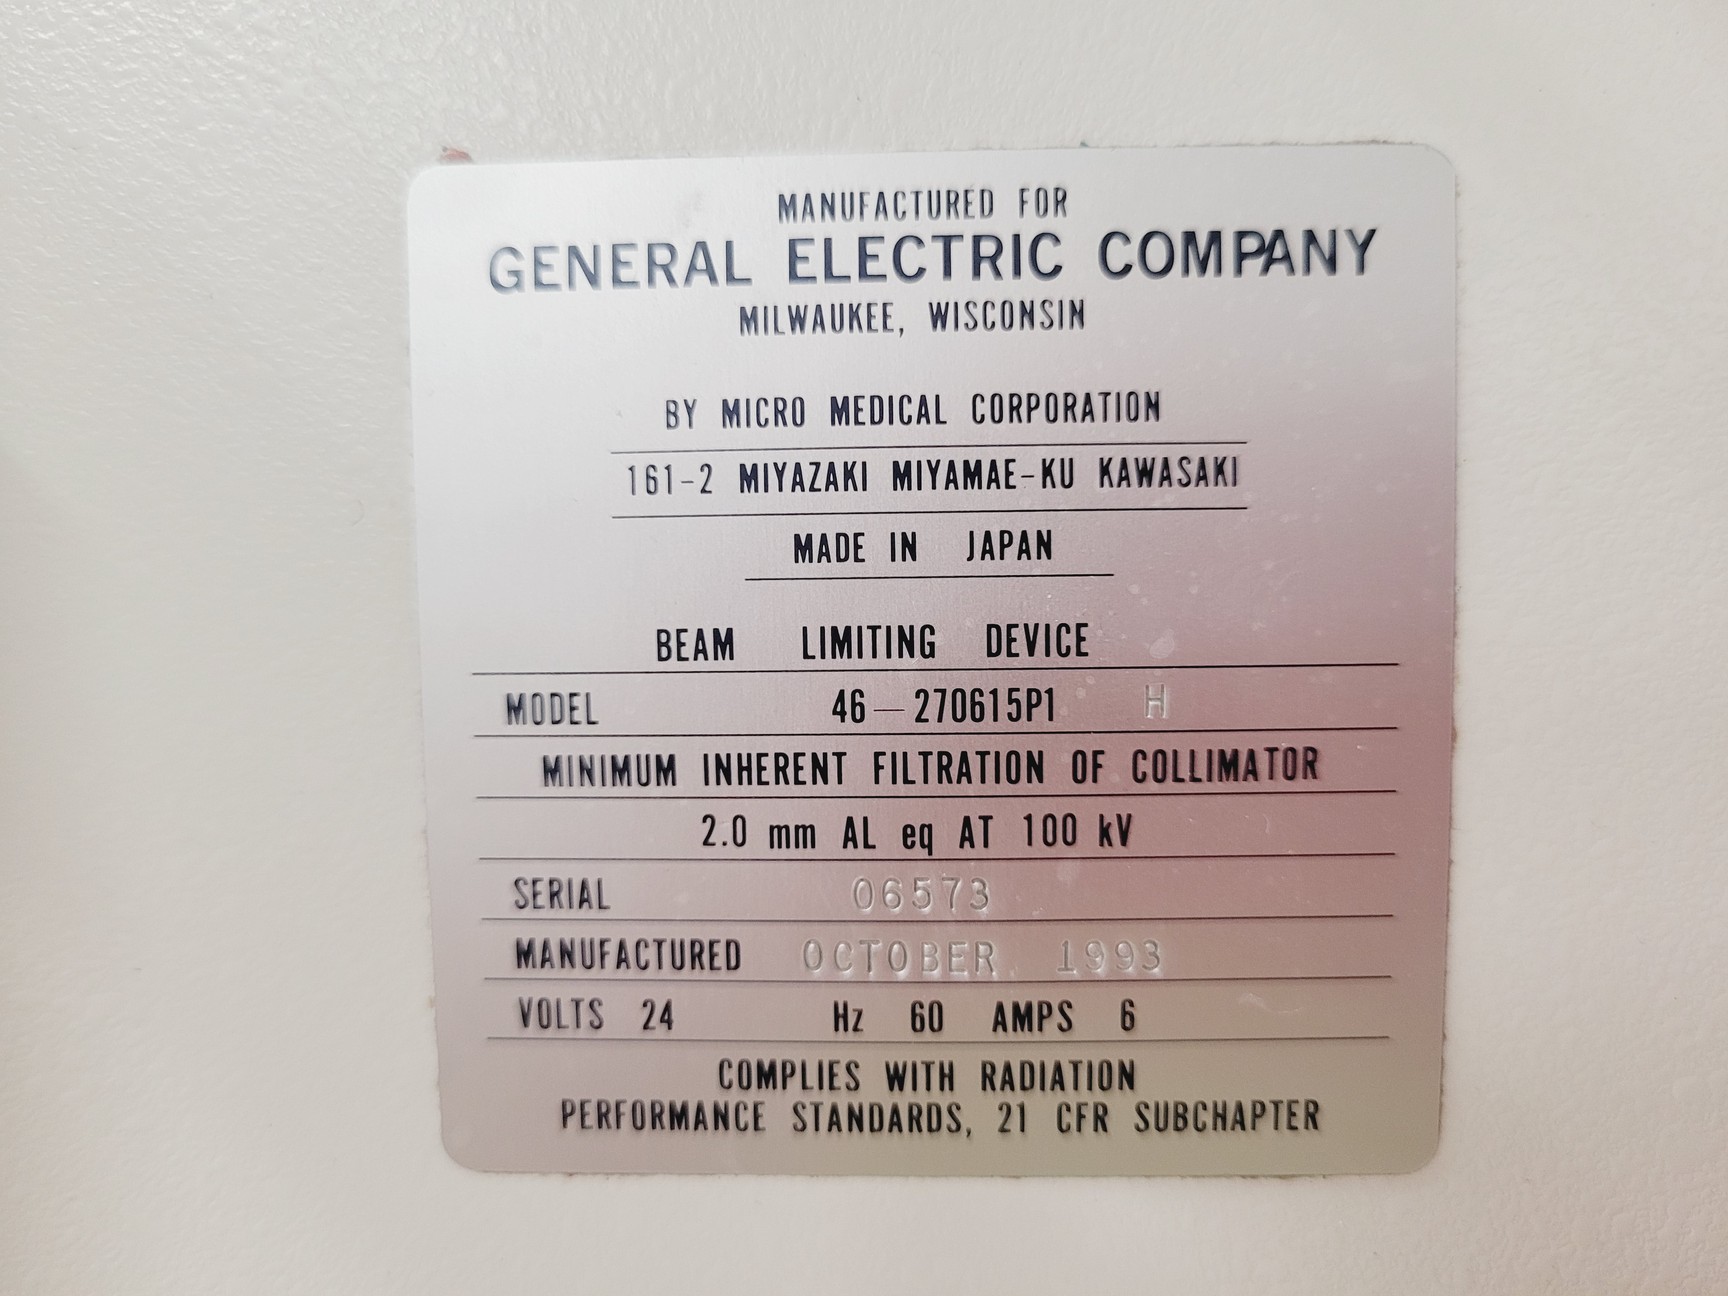 MANUFACTURED FOR
GENERAL ELECTRIC COMPANY
MILWAUKEE, WISCONSIN
BY MICRO MEDICAL CORPORATION
161-2 MIYAZAKI MIYAMAE-KU KAWASAKI
MADE IN JAPAN
BEAM LIMITING DEVICE
MODEL 46-270615P1 H
MINIMUM INHERENT FILTRATION OF COLLIMATOR
2.0 mm AL eq AT 100 kV
SERIAL 06573
MANUFACTURED OCTOBER 1993
VOLTS 24 Hz 60 AMPS 6
COMPLIES WITH RADIATION
PERFORMANCE STANDARDS, 21 CFR SUBCHAPTER